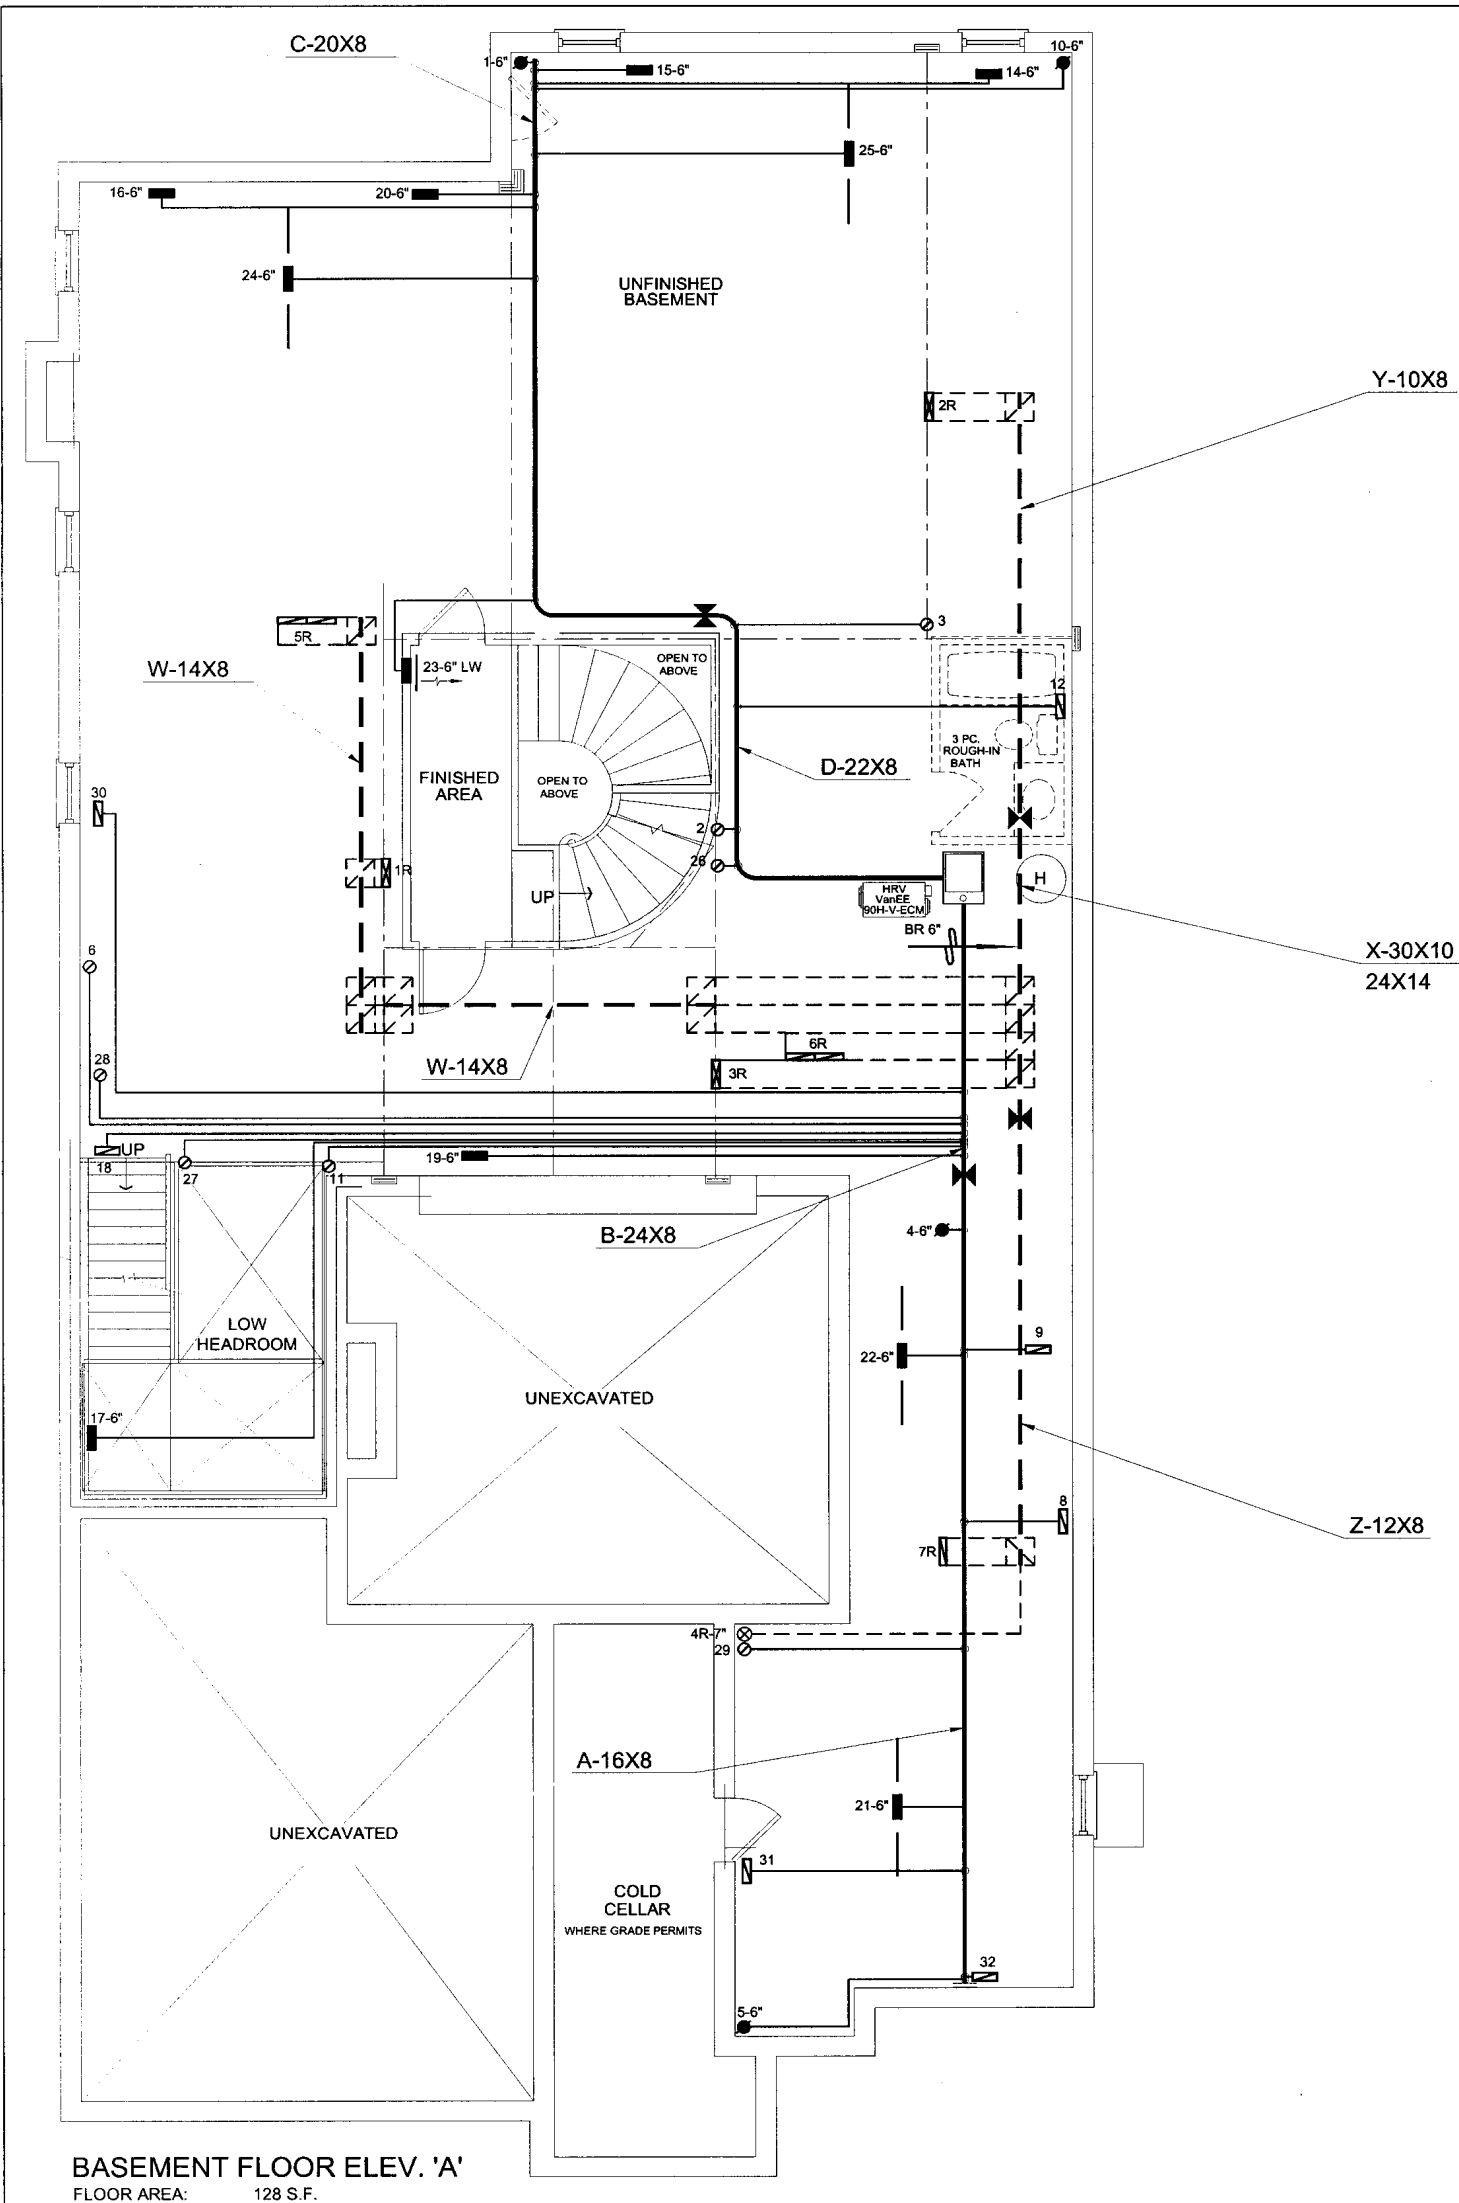 C-20X8
1-6"
15-6"
14-6"
10-6"
25-6"
16-6"
20-6"
24-6"
UNFINISHED
BASEMENT
Y-10X8
2R
3
5R
W-14X8
23-6" LW
OPEN TO
ABOVE
12
3 PC.
ROUGH-IN
BATH
D-22X8
FINISHED
AREA
OPEN TO
ABOVE
30
2
26
1R
UP
HRV
VanEE
90H-V-ECM
H
BR 6"
X-30X10
24X14
6
28
W-14X8
6R
3R
UP
18
27
11
19-6"
B-24X8
4-6"
LOW
HEADROOM
9
22-6"
UNEXCAVATED
17-6"
8
Z-12X8
7R
4R-7"
29
A-16X8
21-6"
UNEXCAVATED
31
COLD
CELLAR
WHERE GRADE PERMITS
32
5-6"
BASEMENT FLOOR ELEV. 'A'
FLOOR AREA: 128 S.F.